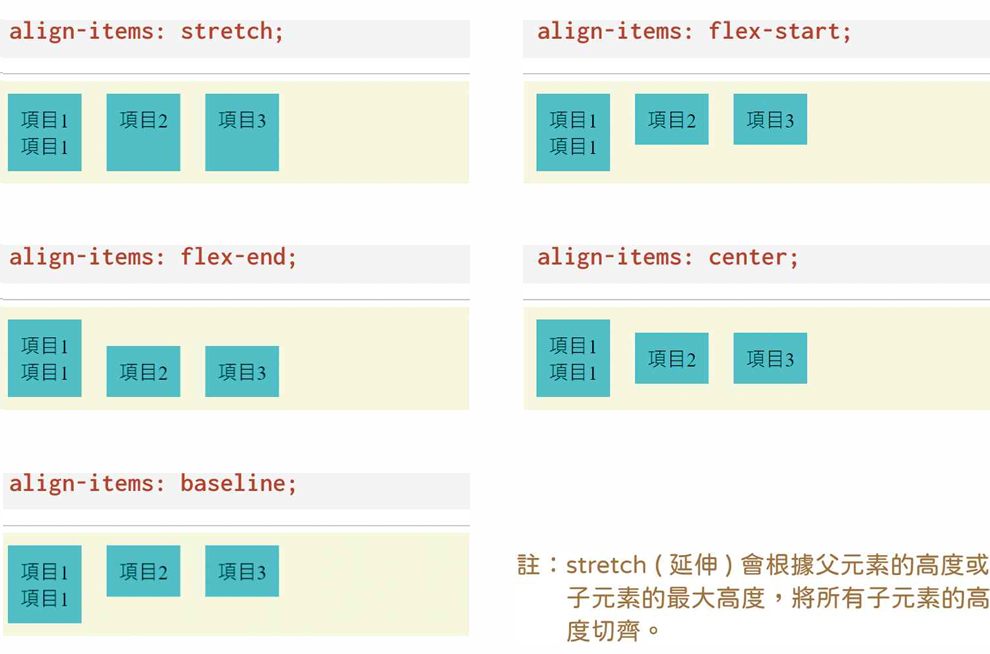 align-items: stretch;
項目1 項目2 項目3
項目1
align-items: flex-start;
項目1 項目2 項目3
項目1
align-items: flex-end;
項目1
項目1 項目2 項目3
align-items: center;
項目1
項目2 項目3
項目1
align-items: baseline;
項目1 項目2 項目3
項目1
註：stretch ( 延伸 ) 會根據父元素的高度或
子元素的最大高度，將所有子元素的高
度切齊。